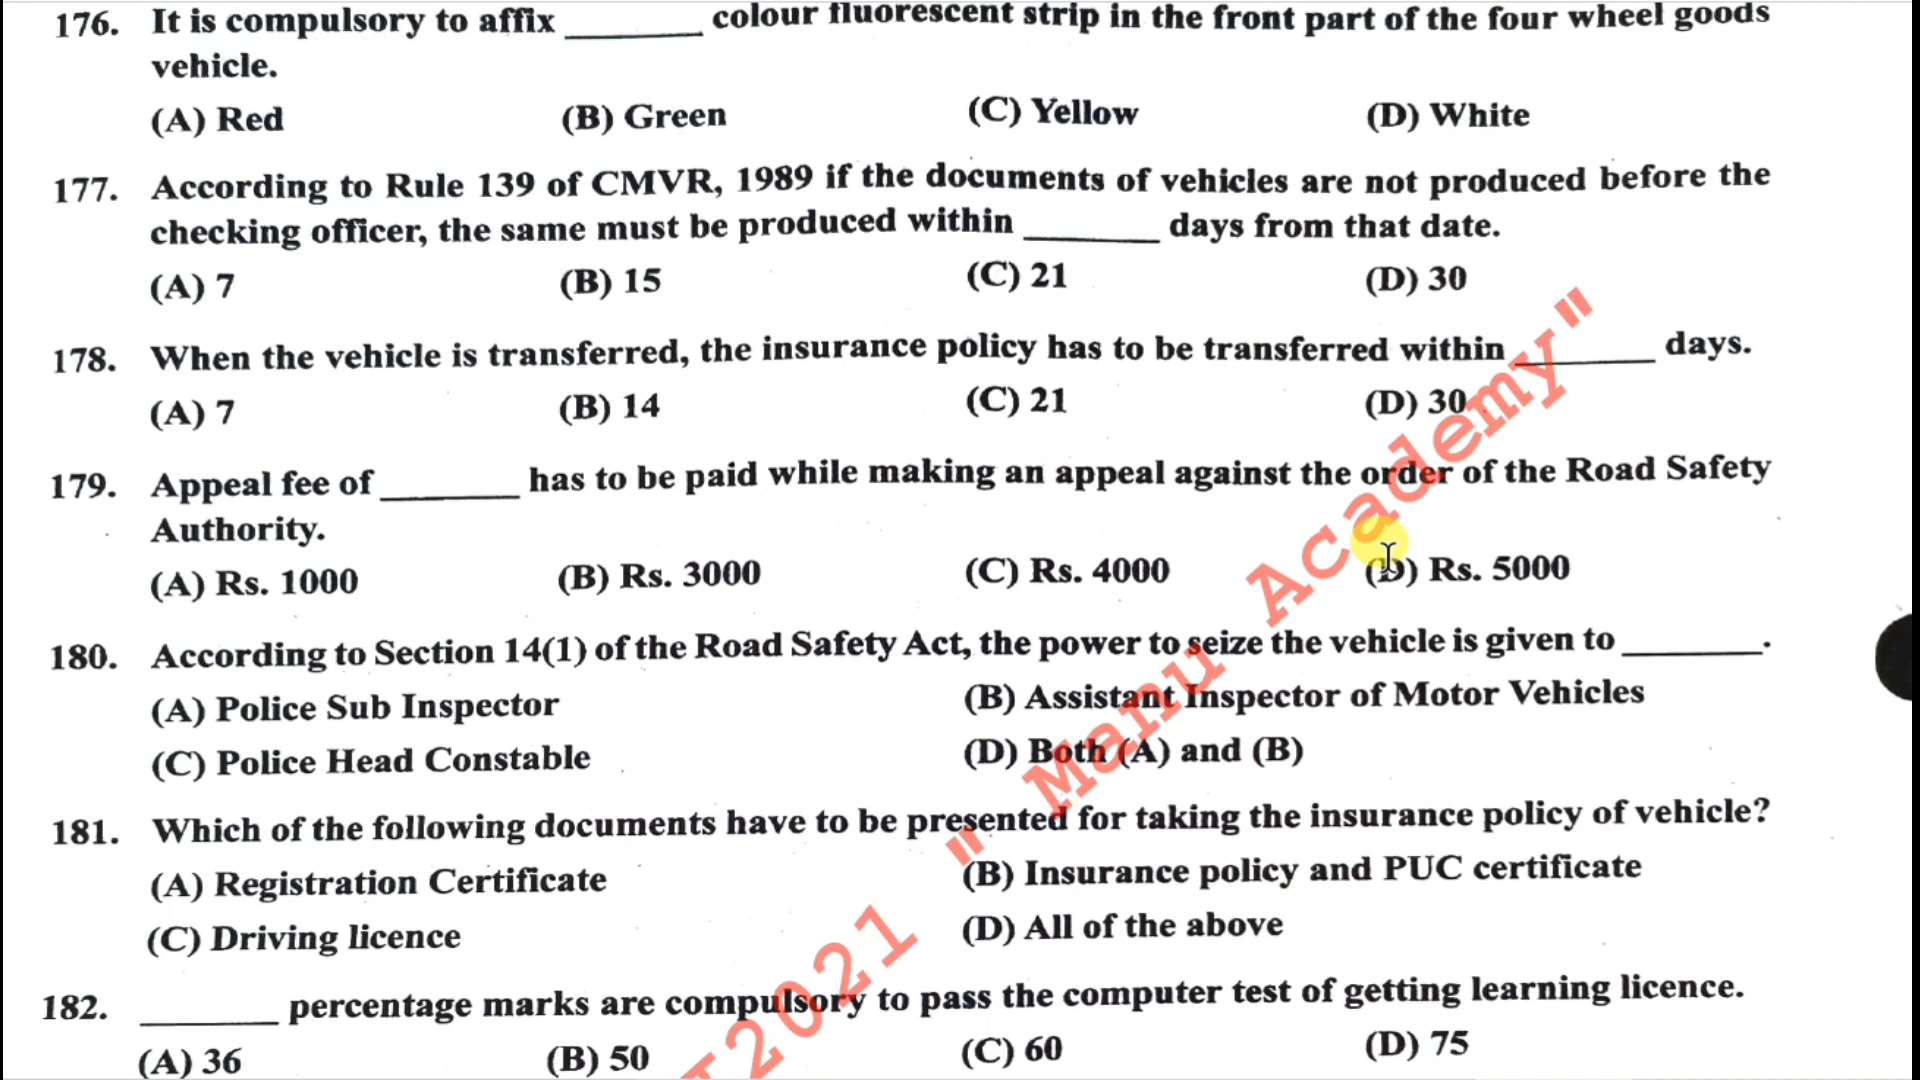 176. It is compulsory to affix ________ colour fluorescent strip in the front part of the four wheel goods
vehicle.
(A) Red (B) Green (C) Yellow (D) White
177. According to Rule 139 of CMVR, 1989 if the documents of vehicles are not produced before the
checking officer, the same must be produced within ________ days from that date.
(A) 7 (B) 15 (C) 21 (D) 30
178. When the vehicle is transferred, the insurance policy has to be transferred within ________ days.
(A) 7 (B) 14 (C) 21 (D) 30
179. Appeal fee of ________ has to be paid while making an appeal against the order of the Road Safety
Authority.
(A) Rs. 1000 (B) Rs. 3000 (C) Rs. 4000 (D) Rs. 5000
180. According to Section 14(1) of the Road Safety Act, the power to seize the vehicle is given to ________.
(A) Police Sub Inspector (B) Assistant Inspector of Motor Vehicles
(C) Police Head Constable (D) Both (A) and (B)
181. Which of the following documents have to be presented for taking the insurance policy of vehicle?
(A) Registration Certificate (B) Insurance policy and PUC certificate
(C) Driving licence (D) All of the above
182. ________ percentage marks are compulsory to pass the computer test of getting learning licence.
(A) 36 (B) 50 (C) 60 (D) 75
2021 "Manu Academy"